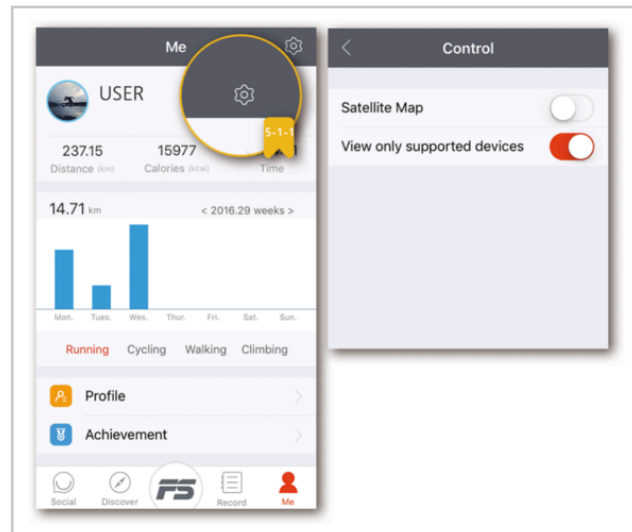 Me
USER
5-1-1
237.15
15977
Distance (km)
Calories (kcal)
Time
14.71 km
< 2016.29 weeks >
Mon. Tues. Wes. Thur. Fri. Sat. Sun.
Running Cycling Walking Climbing
Profile
Achievement
Social Discover FS Record Me
Control
Satellite Map
View only supported devices